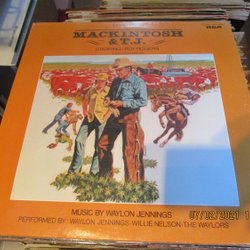 RCA
MACKINTOSH
& T.J.
STARRING: ROY ROGERS
MUSIC BY WAYLON JENNINGS
PERFORMED BY: WAYLON JENNINGS·WILLIE NELSON·THE WAYLORS
07/02/2021